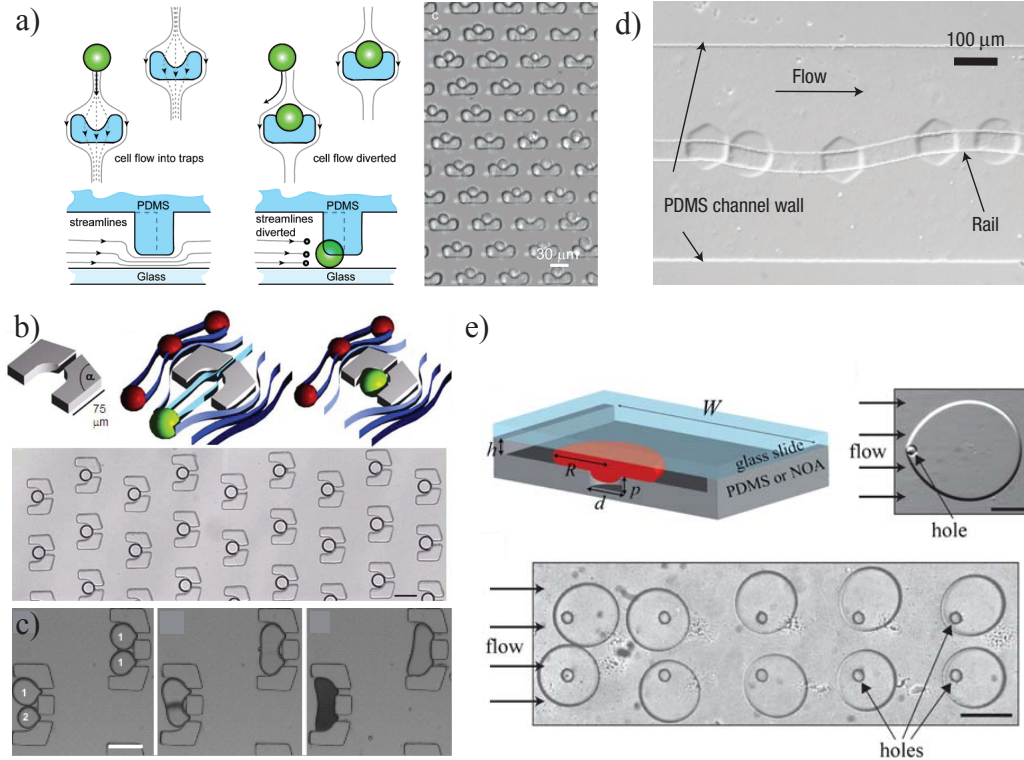 a)
cell flow into traps
cell flow diverted
PDMS
streamlines
Glass
PDMS
streamlines
diverted
Glass
c
30 μm
d)
100 μm
Flow
PDMS channel wall
Rail
b)
α
75
μm
c)
1
1
1
2
e)
W
h
R
d
p
glass slide
PDMS or NOA
flow
hole
flow
holes